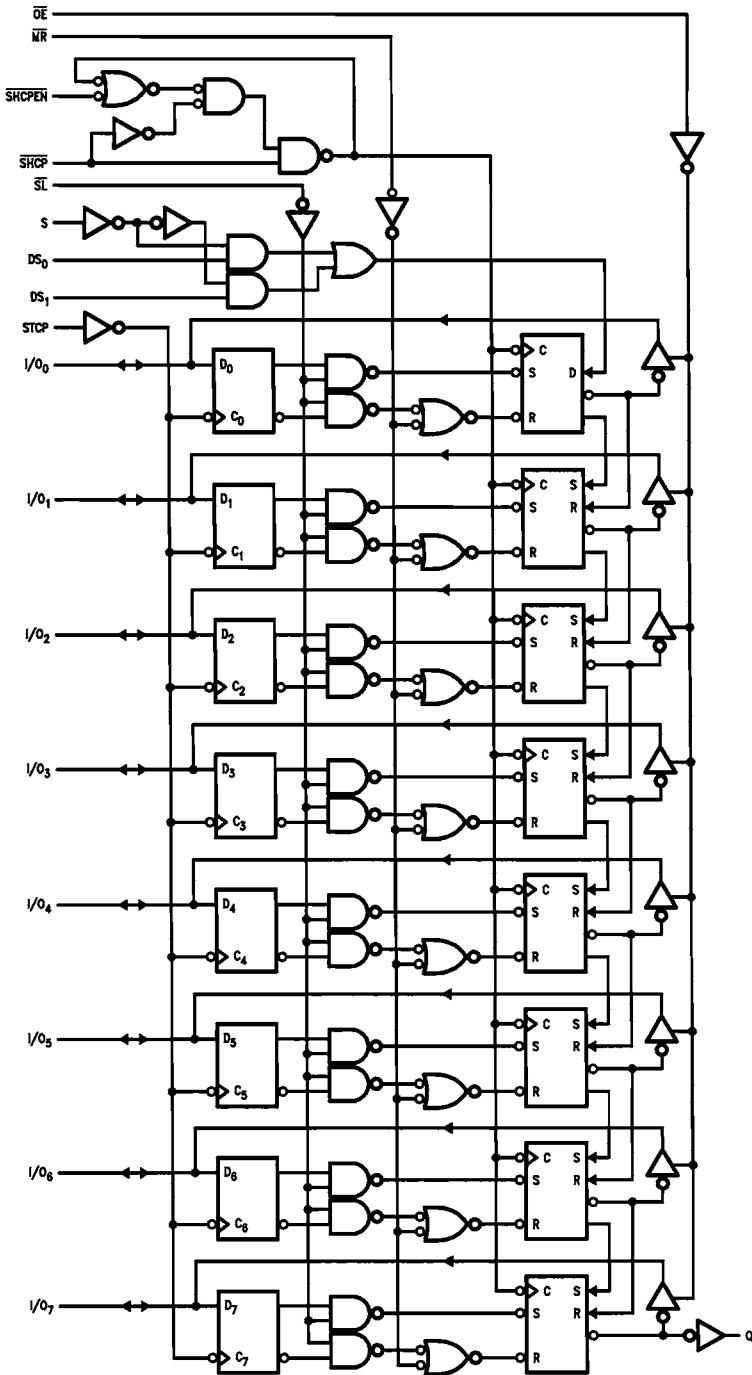 OE
MR
SHCPEN
SHCP
SL
S
DS0
DS1
STCP
I/O0
D0
C0
C
S
D
R
I/O1
D1
C1
C
S
S
R
R
I/O2
D2
C2
C
S
S
R
R
I/O3
D3
C3
C
S
S
R
R
I/O4
D4
C4
C
S
S
R
R
I/O5
D5
C5
C
S
S
R
R
I/O6
D6
C6
C
S
S
R
R
I/O7
D7
C7
C
S
S
R
R
Q